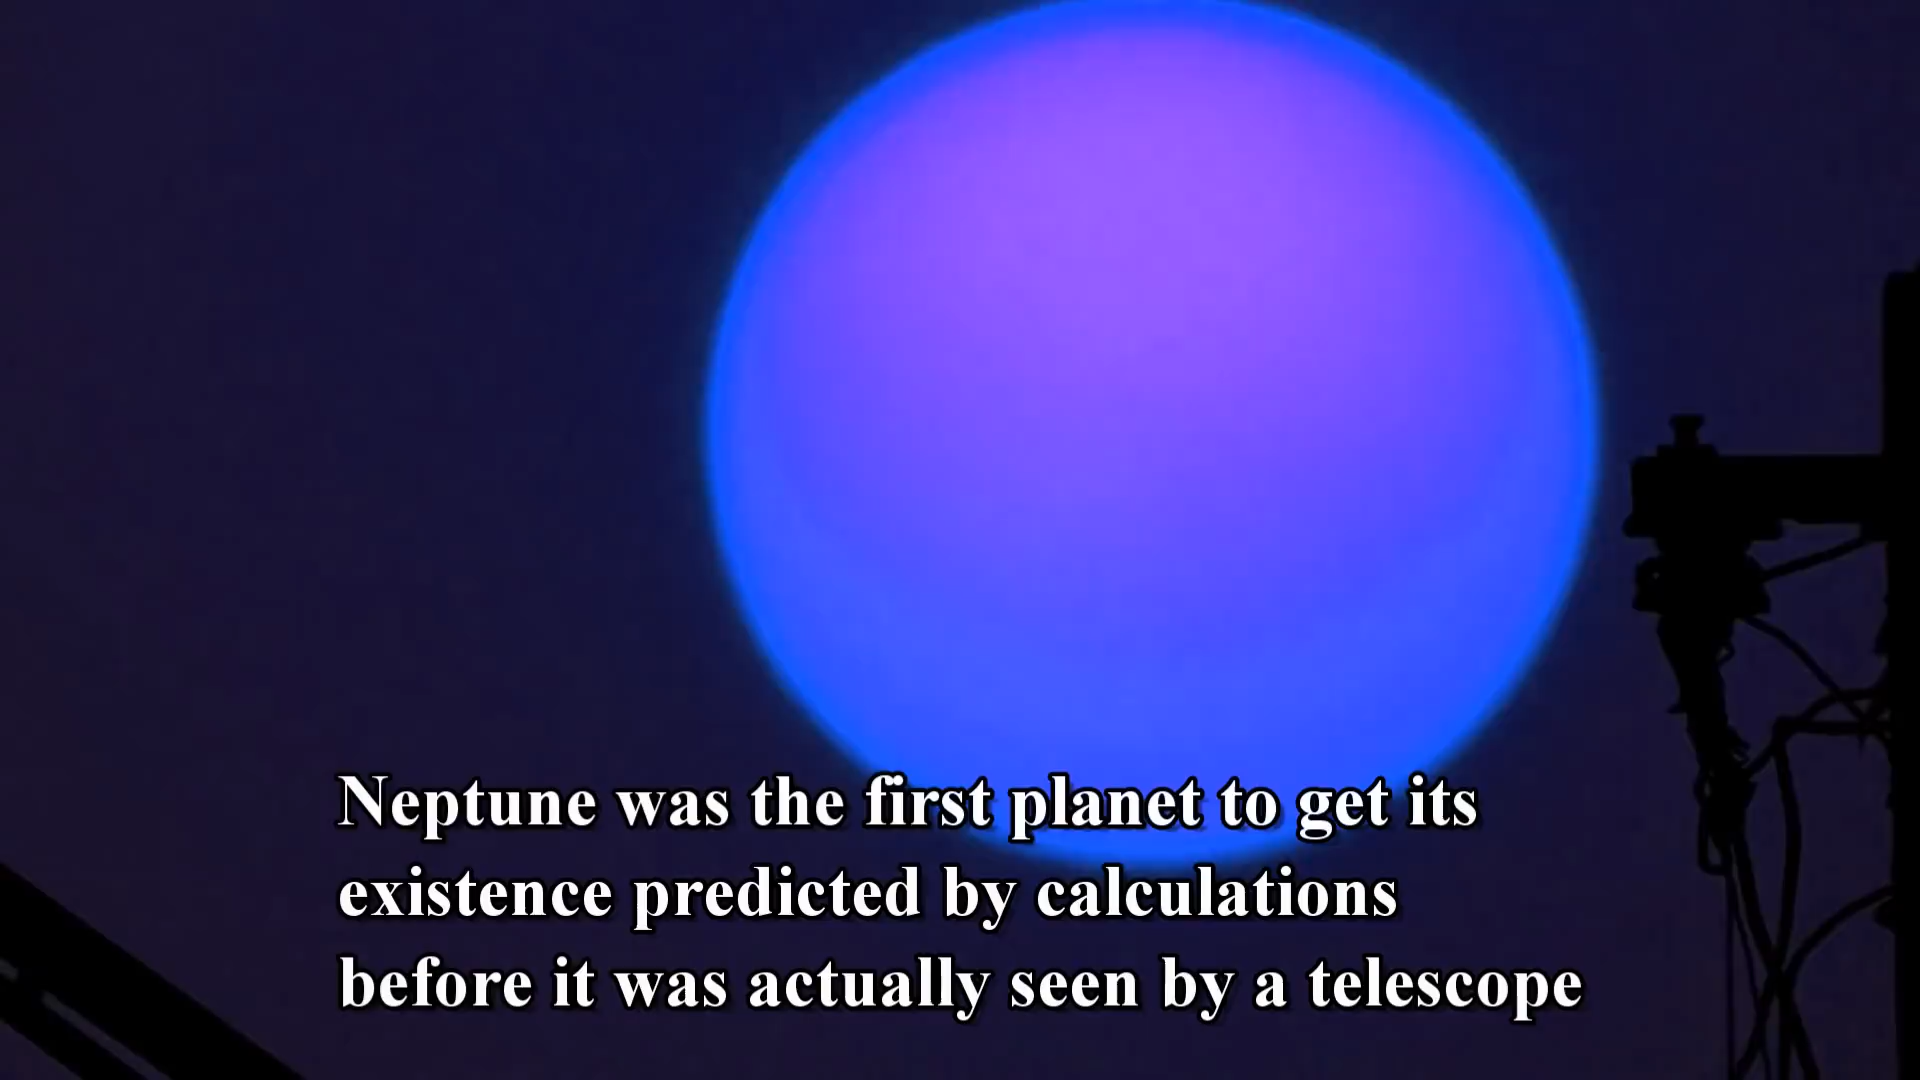 Neptune was the first planet to get its
existence predicted by calculations
before it was actually seen by a telescope